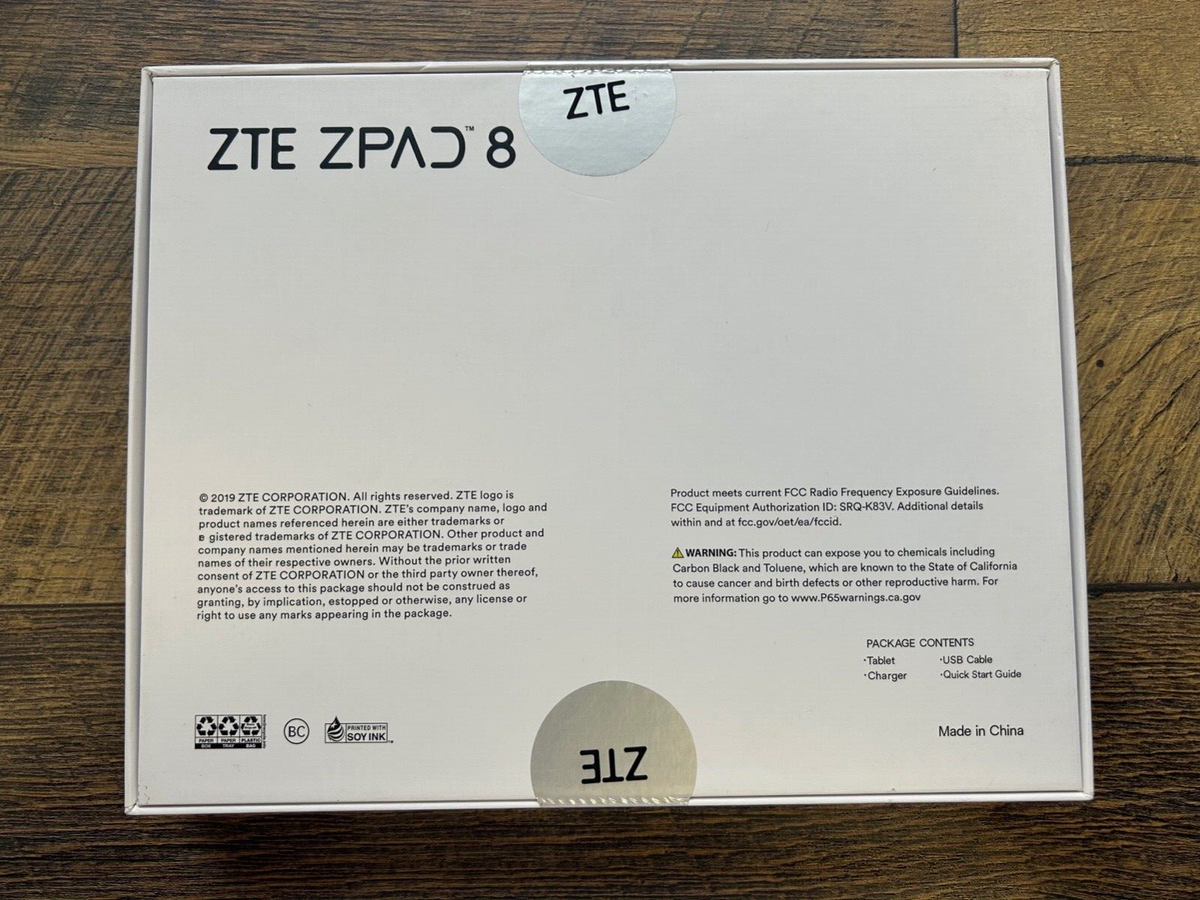 ZTE
ZTE ZPAD™ 8
© 2019 ZTE CORPORATION. All rights reserved. ZTE logo is
trademark of ZTE CORPORATION. ZTE's company name, logo and
product names referenced herein are either trademarks or
e gistered trademarks of ZTE CORPORATION. Other product and
company names mentioned herein may be trademarks or trade
names of their respective owners. Without the prior written
consent of ZTE CORPORATION or the third party owner thereof,
anyone's access to this package should not be construed as
granting, by implication, estopped or otherwise, any license or
right to use any marks appearing in the package.
Product meets current FCC Radio Frequency Exposure Guidelines.
FCC Equipment Authorization ID: SRQ-K83V. Additional details
within and at fcc.gov/oet/ea/fccid.
⚠ WARNING: This product can expose you to chemicals including
Carbon Black and Toluene, which are known to the State of California
to cause cancer and birth defects or other reproductive harm. For
more information go to www.P65warnings.ca.gov
PACKAGE CONTENTS
·Tablet ·USB Cable
·Charger ·Quick Start Guide
PAPER PAPER PLASTIC
BOX TRAY BAG
BC
PRINTED WITH
SOY INK
Made in China
ZTE